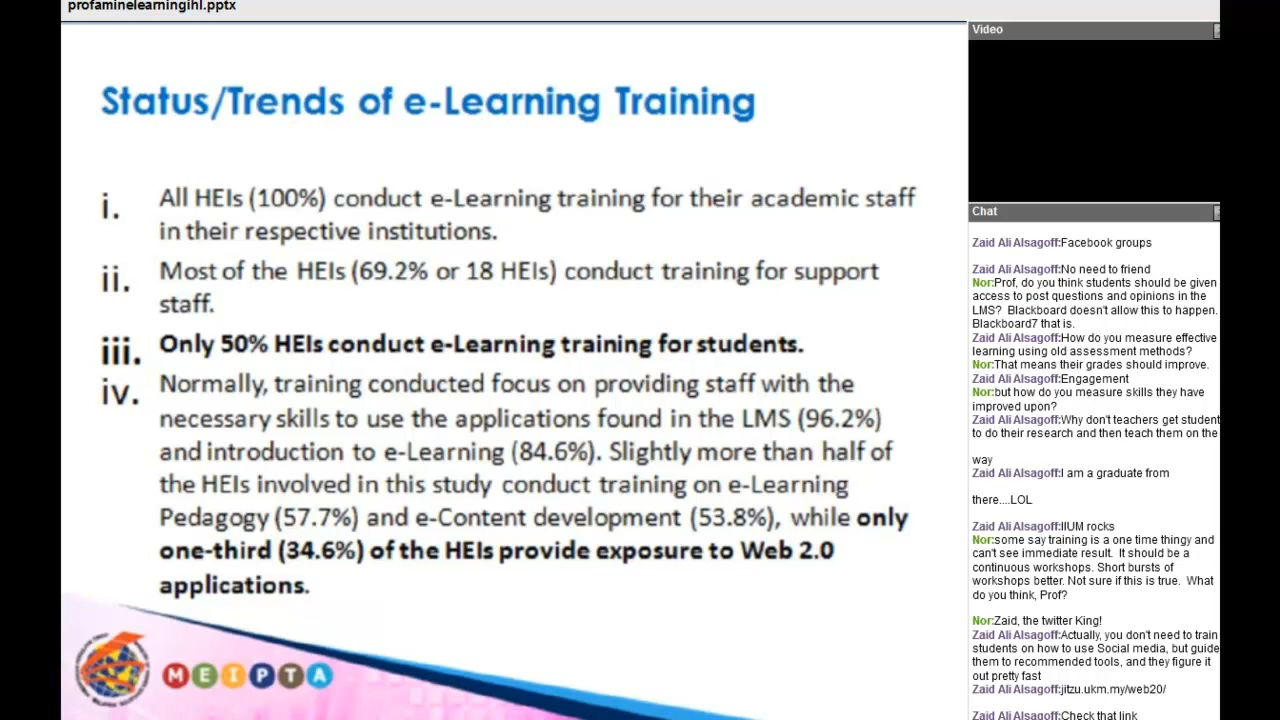 profaminelearningihl.pptx
Status/Trends of e-Learning Training
i. All HEIs (100%) conduct e-Learning training for their academic staff
in their respective institutions.
ii. Most of the HEIs (69.2% or 18 HEIs) conduct training for support
staff.
iii. Only 50% HEIs conduct e-Learning training for students.
iv. Normally, training conducted focus on providing staff with the
necessary skills to use the applications found in the LMS (96.2%)
and introduction to e-Learning (84.6%). Slightly more than half of
the HEIs involved in this study conduct training on e-Learning
Pedagogy (57.7%) and e-Content development (53.8%), while only
one-third (34.6%) of the HEIs provide exposure to Web 2.0
applications.
MEIPTA
Video
Chat
Zaid Ali Alsagoff:Facebook groups
Zaid Ali Alsagoff:No need to friend
Nor:Prof, do you think students should be given
access to post questions and opinions in the
LMS? Blackboard doesn't allow this to happen.
Blackboard7 that is.
Zaid Ali Alsagoff:How do you measure effective
learning using old assessment methods?
Nor:That means their grades should improve.
Zaid Ali Alsagoff:Engagement
Nor:but how do you measure skills they have
improved upon?
Zaid Ali Alsagoff:Why don't teachers get student
to do their research and then teach them on the
way
Zaid Ali Alsagoff:I am a graduate from
there....LOL
Zaid Ali Alsagoff:IIUM rocks
Nor:some say training is a one time thingy and
can't see immediate result. It should be a
continuous workshops. Short bursts of
workshops better. Not sure if this is true. What
do you think, Prof?
Nor:Zaid, the twitter King!
Zaid Ali Alsagoff:Actually, you don't need to train
students on how to use Social media, but guide
them to recommended tools, and they figure it
out pretty fast
Zaid Ali Alsagoff:jitzu.ukm.my/web20/
Zaid Ali Alsagoff:Check that link